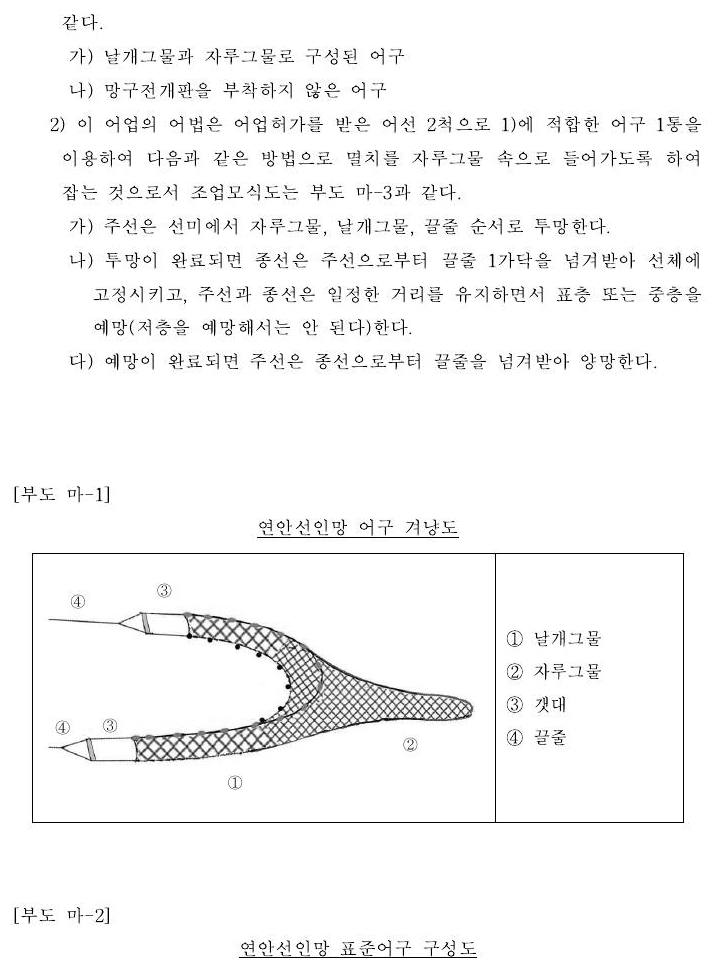 같다.
가) 날개그물과 자루그물로 구성된 어구
나) 망구전개판을 부착하지 않은 어구
2) 이 어업의 어법은 어업허가를 받은 어선 2척으로 1)에 적합한 어구 1통을
이용하여 다음과 같은 방법으로 멸치를 자루그물 속으로 들어가도록 하여
잡는 것으로서 조업모식도는 부도 마-3과 같다.
가) 주선은 선미에서 자루그물, 날개그물, 끌줄 순서로 투망한다.
나) 투망이 완료되면 종선은 주선으로부터 끌줄 1가닥을 넘겨받아 선체에
고정시키고, 주선과 종선은 일정한 거리를 유지하면서 표층 또는 중층을
예망(저층을 예망해서는 안 된다)한다.
다) 예망이 완료되면 주선은 종선으로부터 끌줄을 넘겨받아 양망한다.
[부도 마-1]
연안선인망 어구 겨냥도
③
④
④ ③
②
①
① 날개그물
② 자루그물
③ 갯대
④ 끌줄
[부도 마-2]
연안선인망 표준어구 구성도